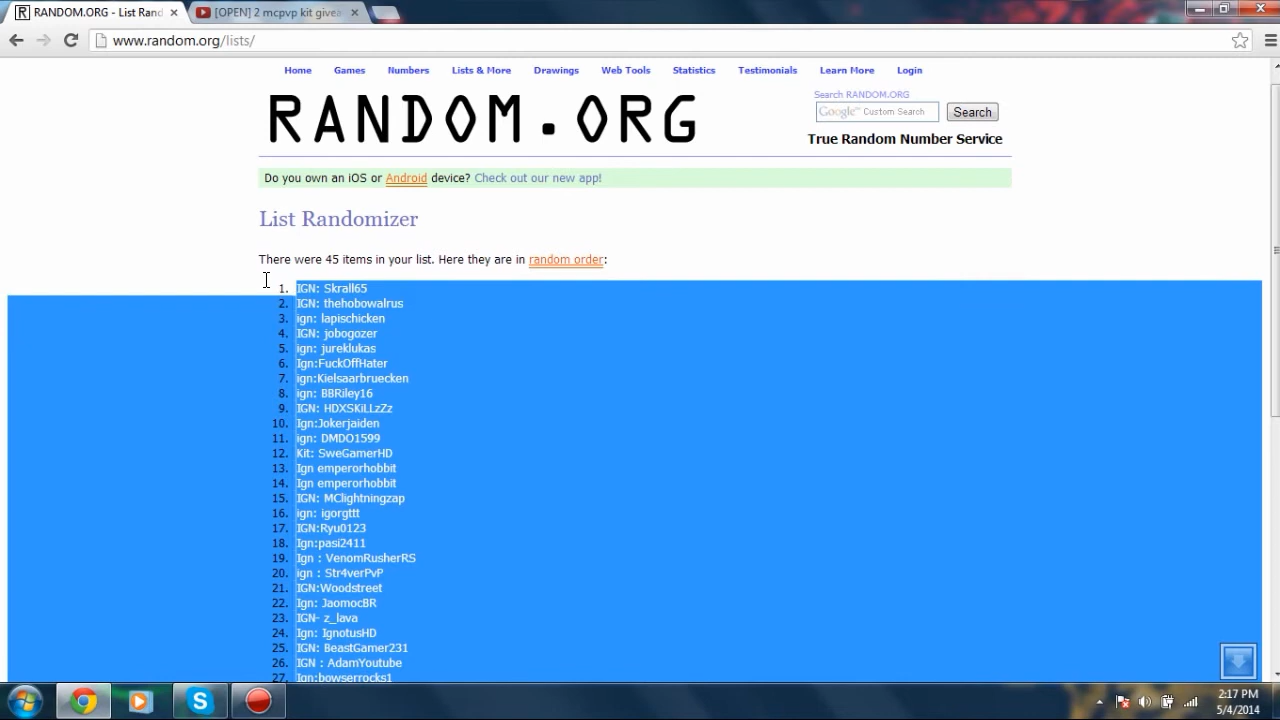 RANDOM.ORG - List Ran
[OPEN] 2 mcpvp kit givea
www.random.org/lists/
Home Games Numbers Lists & More Drawings Web Tools Statistics Testimonials Learn More Login
Search RANDOM.ORG
RANDOM.ORG
Google™ Custom Search Search
True Random Number Service
Do you own an iOS or Android device? Check out our new app!
List Randomizer
There were 45 items in your list. Here they are in random order:
1. IGN: Skrall65
2. IGN: thehobowalrus
3. ign: lapischicken
4. IGN: jobogozer
5. ign: jureklukas
6. Ign:FuckOffHater
7. ign:Kielsaarbruecken
8. ign: BBRiley16
9. IGN: HDXSKiLLzZz
10. Ign:Jokerjaiden
11. ign: DMDO1599
12. Kit: SweGamerHD
13. Ign emperorhobbit
14. Ign emperorhobbit
15. IGN: MClightningzap
16. ign: igorgttt
17. IGN:Ryu0123
18. Ign:pasi2411
19. Ign : VenomRusherRS
20. ign : Str4verPvP
21. IGN:Woodstreet
22. Ign: JaomocBR
23. IGN- z_lava
24. Ign: IgnotusHD
25. IGN: BeastGamer231
26. IGN : AdamYoutube
27. Ign:bowserrocks1
2:17 PM
5/4/2014